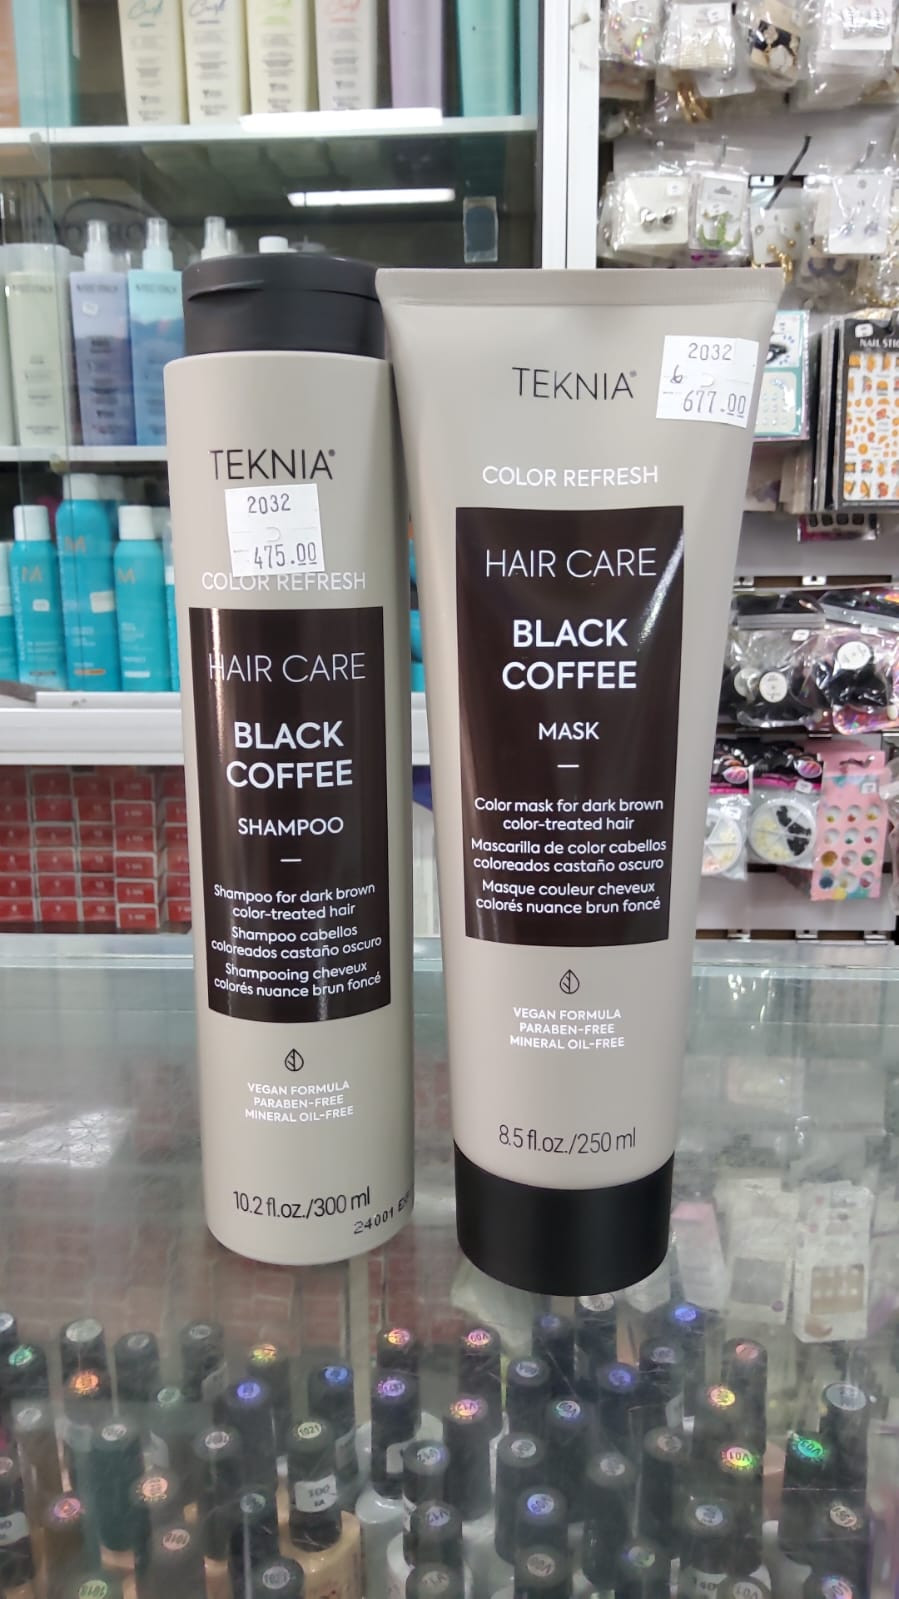 TEKNIA®
2032
475.00
COLOR REFRESH
HAIR CARE
BLACK
COFFEE
SHAMPOO
Shampoo for dark brown
color-treated hair
Shampoo cabellos
coloreados castaño oscuro
Shampooing cheveux
colorés nuance brun foncé
VEGAN FORMULA
PARABEN-FREE
MINERAL OIL-FREE
10.2 fl.oz./300 ml
24001
TEKNIA®
2032
6
677.00
COLOR REFRESH
HAIR CARE
BLACK
COFFEE
MASK
Color mask for dark brown
color-treated hair
Mascarilla de color cabellos
coloreados castaño oscuro
Masque couleur cheveux
colorés nuance brun foncé
VEGAN FORMULA
PARABEN-FREE
MINERAL OIL-FREE
8.5 fl.oz./250 ml
NAIL